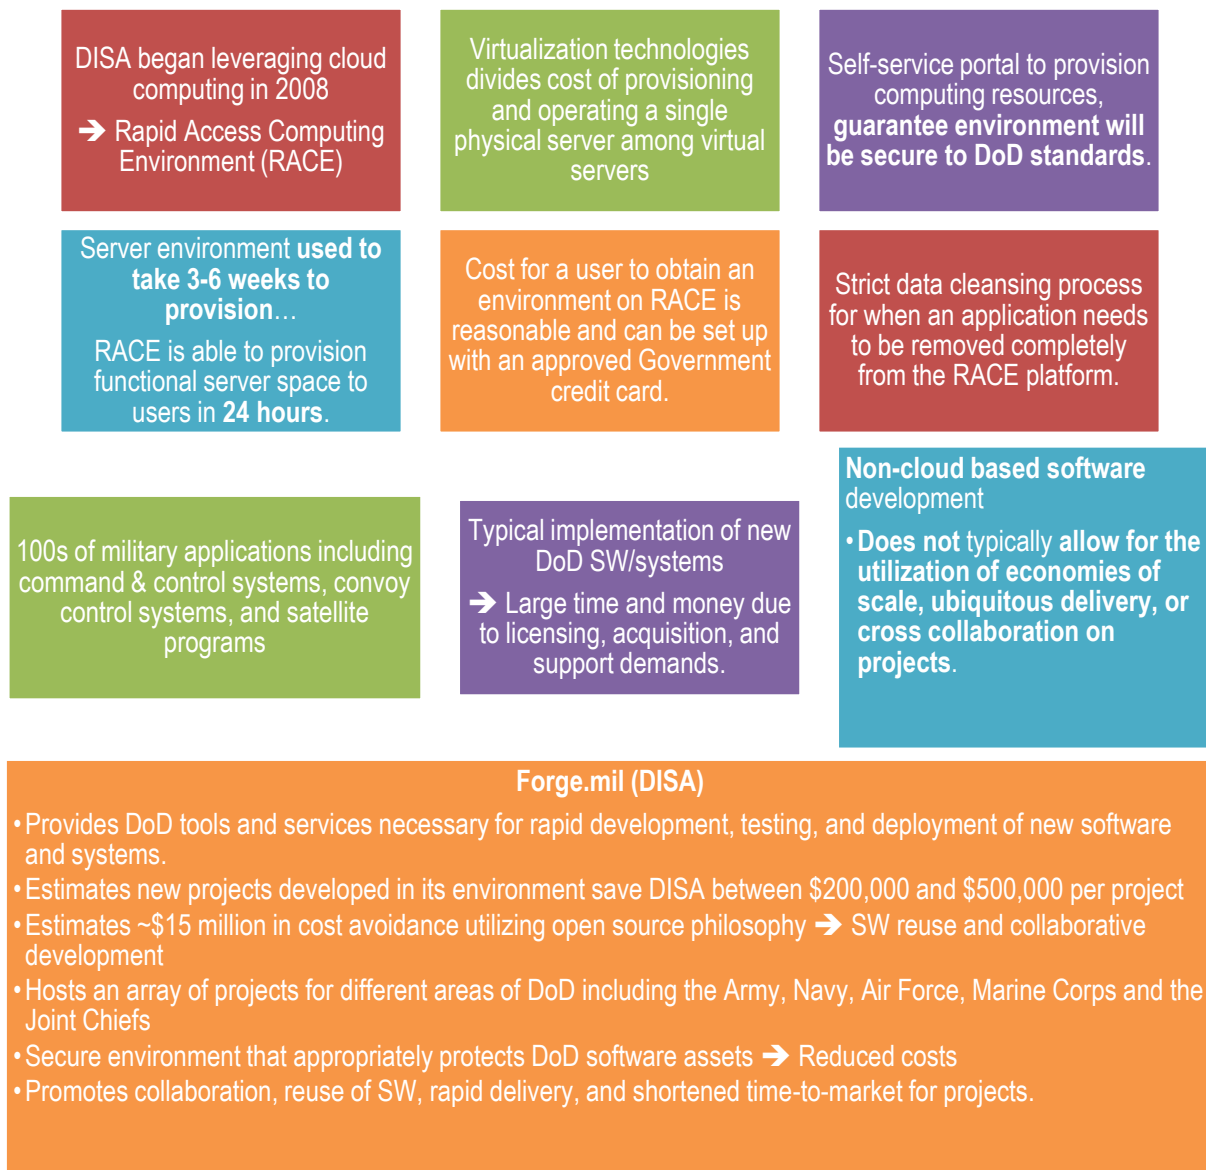 DISA began leveraging cloud
computing in 2008
➔ Rapid Access Computing
Environment (RACE)
Virtualization technologies
divides cost of provisioning
and operating a single
physical server among virtual
servers
Self-service portal to provision
computing resources,
guarantee environment will
be secure to DoD standards.
Server environment used to
take 3-6 weeks to
provision…
RACE is able to provision
functional server space to
users in 24 hours.
Cost for a user to obtain an
environment on RACE is
reasonable and can be set up
with an approved Government
credit card.
Strict data cleansing process
for when an application needs
to be removed completely
from the RACE platform.
100s of military applications including
command & control systems, convoy
control systems, and satellite
programs
Typical implementation of new
DoD SW/systems
➔ Large time and money due
to licensing, acquisition, and
support demands.
Non-cloud based software
development
• Does not typically allow for the
utilization of economies of
scale, ubiquitous delivery, or
cross collaboration on
projects.
Forge.mil (DISA)
• Provides DoD tools and services necessary for rapid development, testing, and deployment of new software
and systems.
• Estimates new projects developed in its environment save DISA between $200,000 and $500,000 per project
• Estimates ~$15 million in cost avoidance utilizing open source philosophy ➔ SW reuse and collaborative
development
• Hosts an array of projects for different areas of DoD including the Army, Navy, Air Force, Marine Corps and the
Joint Chiefs
• Secure environment that appropriately protects DoD software assets ➔ Reduced costs
• Promotes collaboration, reuse of SW, rapid delivery, and shortened time-to-market for projects.